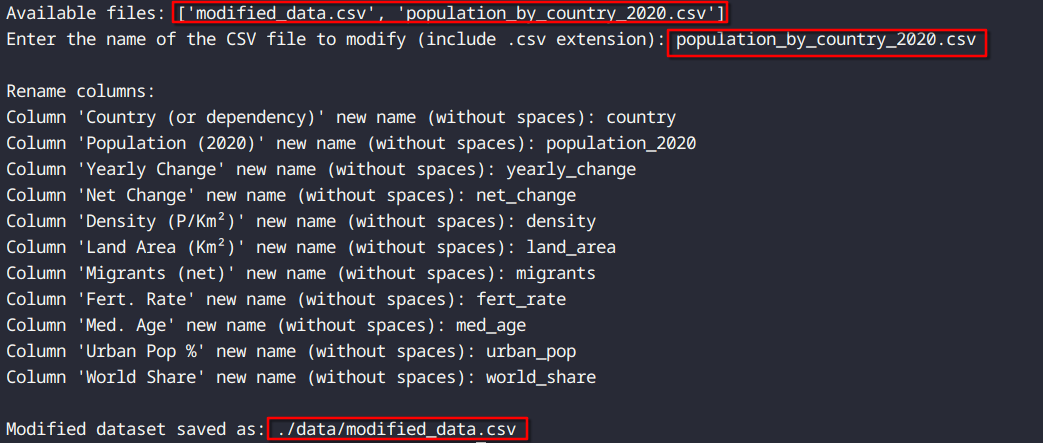 Available files: ['modified_data.csv', 'population_by_country_2020.csv']
Enter the name of the CSV file to modify (include .csv extension): population_by_country_2020.csv
Rename columns:
Column 'Country (or dependency)' new name (without spaces): country
Column 'Population (2020)' new name (without spaces): population_2020
Column 'Yearly Change' new name (without spaces): yearly_change
Column 'Net Change' new name (without spaces): net_change
Column 'Density (P/Km²)' new name (without spaces): density
Column 'Land Area (Km²)' new name (without spaces): land_area
Column 'Migrants (net)' new name (without spaces): migrants
Column 'Fert. Rate' new name (without spaces): fert_rate
Column 'Med. Age' new name (without spaces): med_age
Column 'Urban Pop %' new name (without spaces): urban_pop
Column 'World Share' new name (without spaces): world_share
Modified dataset saved as: ./data/modified_data.csv